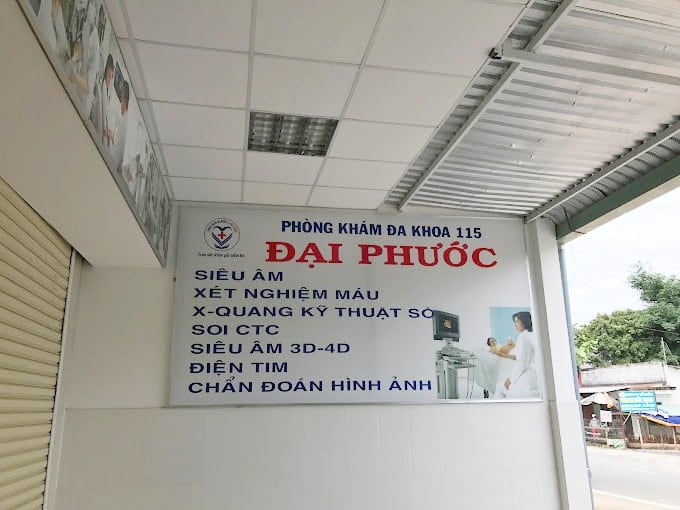 PHÒNG KHÁM ĐA KHOA 115
ĐẠI PHƯỚC
SIÊU ÂM
XÉT NGHIỆM MÁU
X-QUANG KỸ THUẬT SỐ
SOI CTC
SIÊU ÂM 3D-4D
ĐIỆN TIM
CHẨN ĐOÁN HÌNH ẢNH